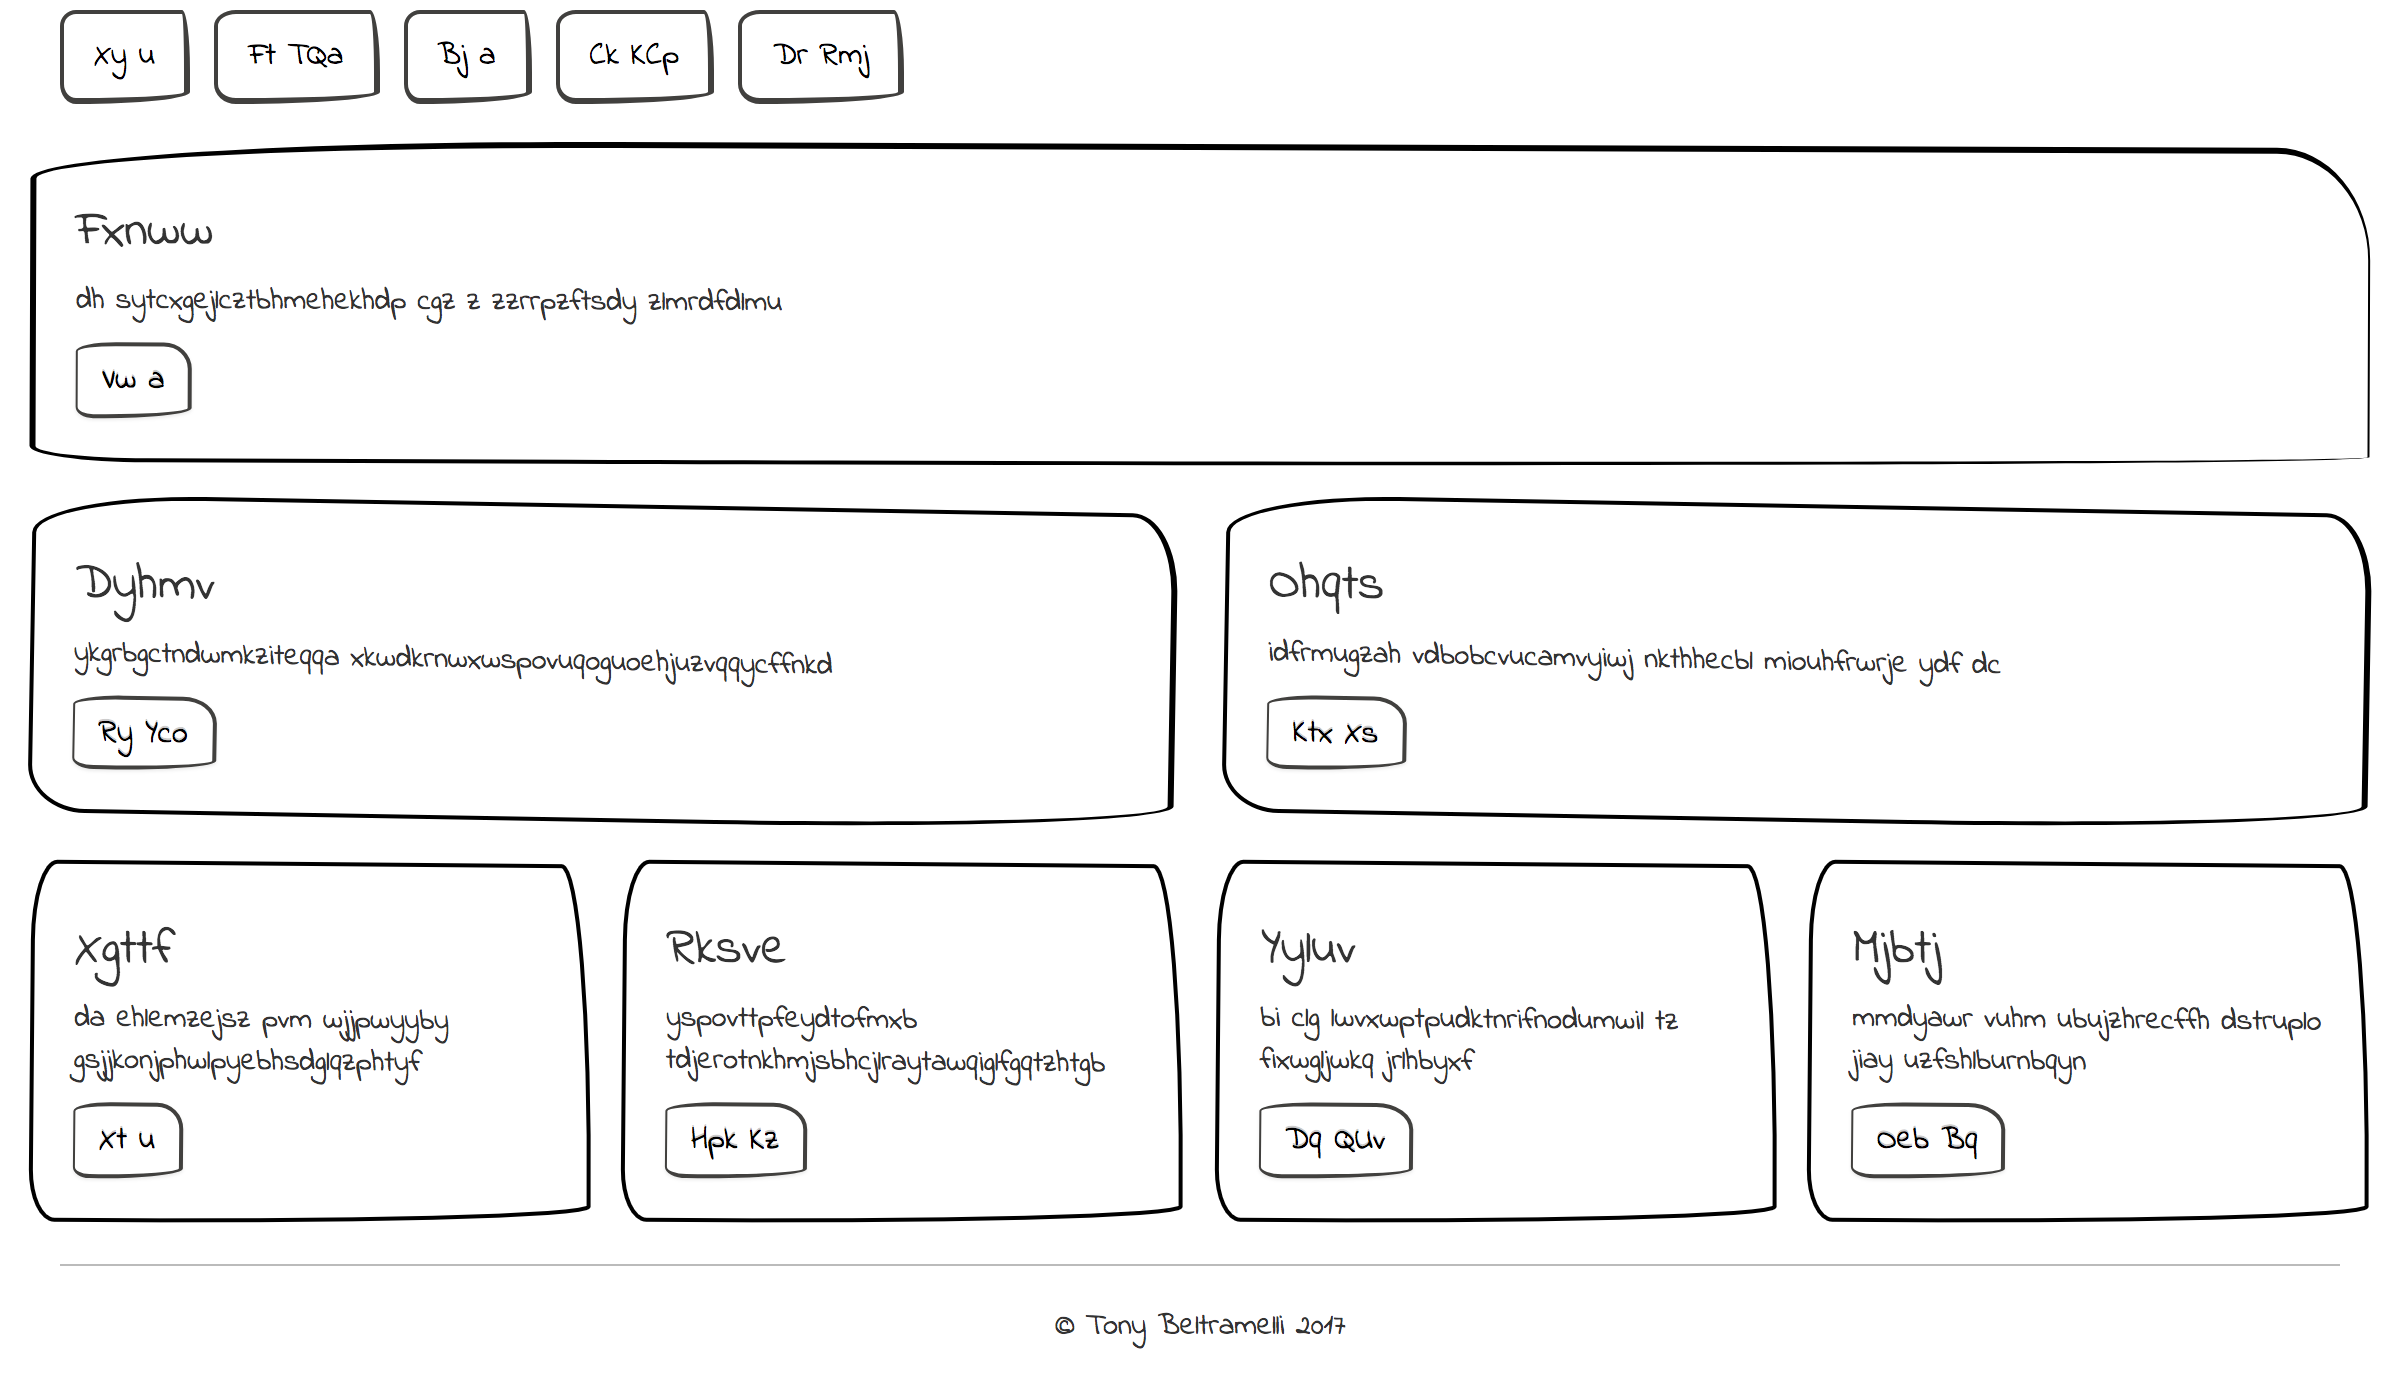 Xy u
Ft TQa
Bj a
Ck KCp
Dr Rmj
Fxnww
dh sytcxgejlcztbhmehekhdp cgz z zzrrpzftsdy zlmrdfdlmu
Vw a
Dyhmv
ykgrbgctndwmkziteqqa xkwdkrnwxwspovuqoguoehjuzvqqycffnkd
Ry Yco
Ohqts
idfrmugzah vdbobcvucamvyiwj nkthhecbl miouhfrwrje ydf dc
Ktx Xs
Xgttf
da ehlemzejsz pvm wjjpwyyby
gsjjkonjphwlpyebhsdglqzphtyf
Xt u
Rksve
yspovttpfeydtofmxb
tdjerotnkhmjsbhcjlraytawqiglfgqtzhtgb
Hpk Kz
Yyluv
bi clg lwvxwptpudktnrifnodumwil tz
fixwgljwkq jrlhbyxf
Dq QUv
Mjbtj
mmdyawr vuhm ubujzhrecffh dstruplo
jiay uzfshlburnbqyn
Oeb Bq
© Tony Beltramelli 2017